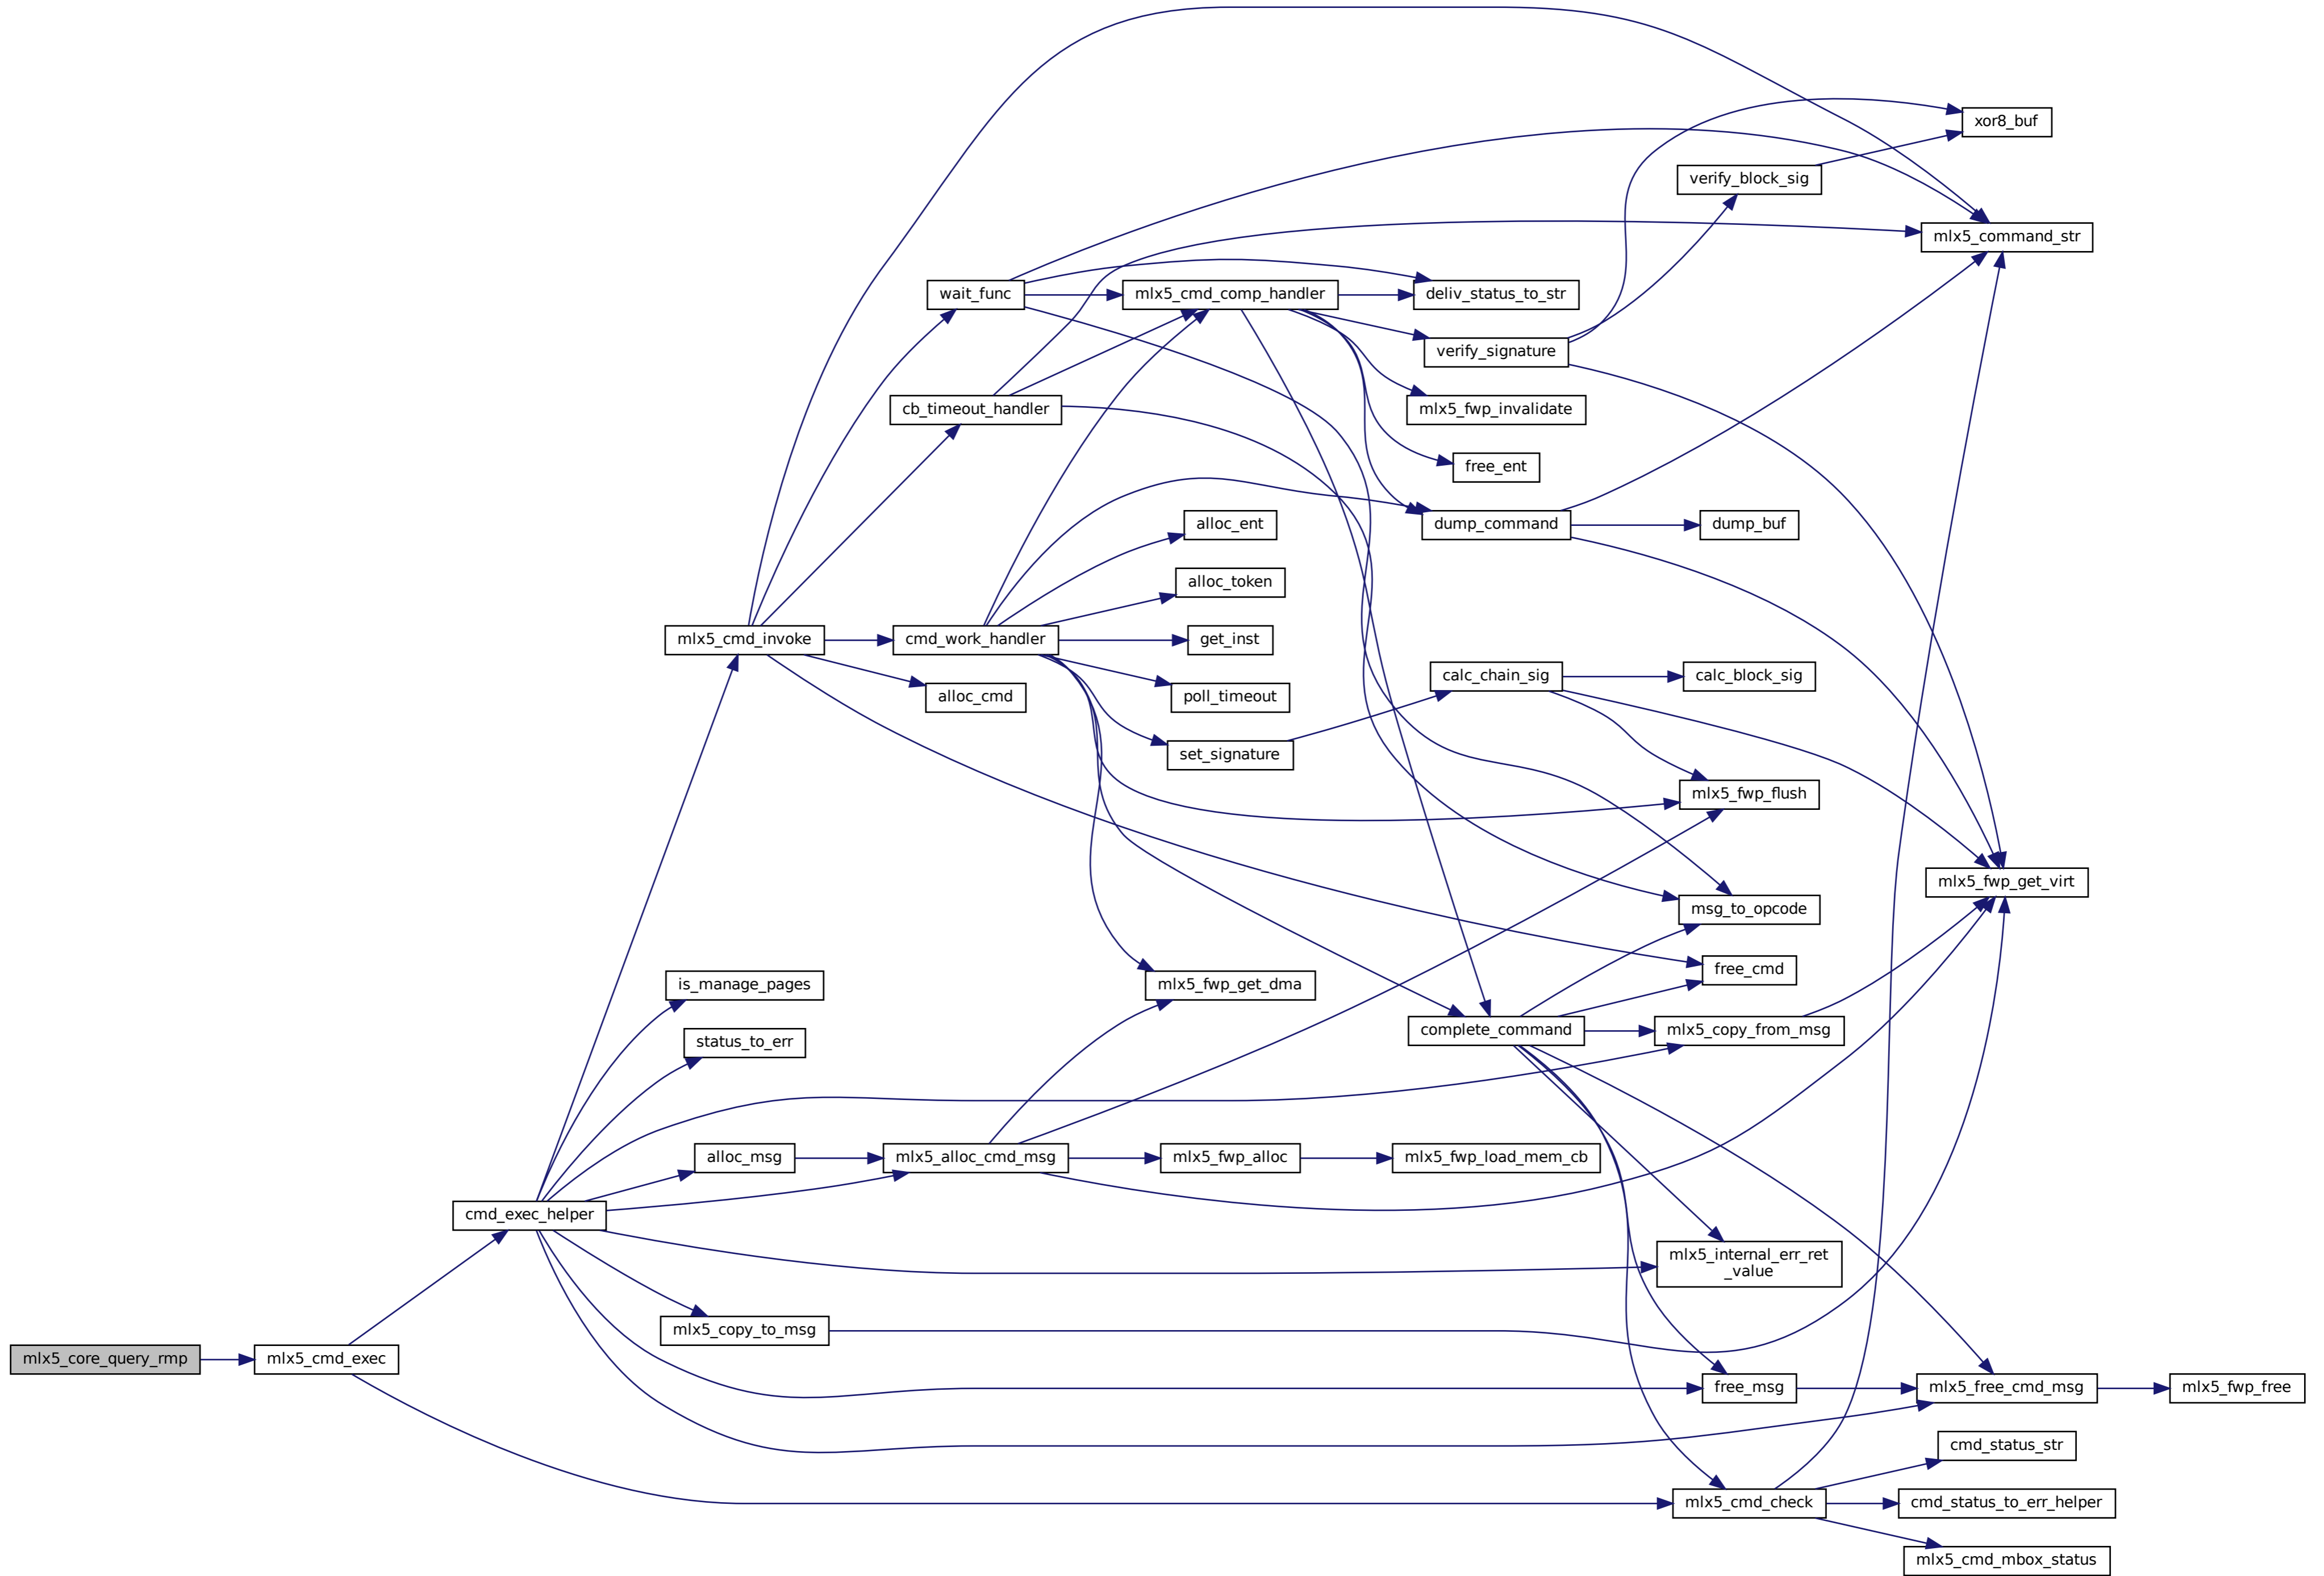 xor8_buf
verify_block_sig
mlx5_command_str
wait_func
mlx5_cmd_comp_handler
deliv_status_to_str
verify_signature
cb_timeout_handler
mlx5_fwp_invalidate
free_ent
alloc_ent
dump_command
dump_buf
alloc_token
mlx5_cmd_invoke
cmd_work_handler
get_inst
calc_chain_sig
calc_block_sig
alloc_cmd
poll_timeout
set_signature
mlx5_fwp_flush
mlx5_fwp_get_virt
msg_to_opcode
is_manage_pages
mlx5_fwp_get_dma
free_cmd
status_to_err
complete_command
mlx5_copy_from_msg
alloc_msg
mlx5_alloc_cmd_msg
mlx5_fwp_alloc
mlx5_fwp_load_mem_cb
cmd_exec_helper
mlx5_internal_err_ret
_value
mlx5_copy_to_msg
mlx5_core_query_rmp
mlx5_cmd_exec
free_msg
mlx5_free_cmd_msg
mlx5_fwp_free
cmd_status_str
mlx5_cmd_check
cmd_status_to_err_helper
mlx5_cmd_mbox_status